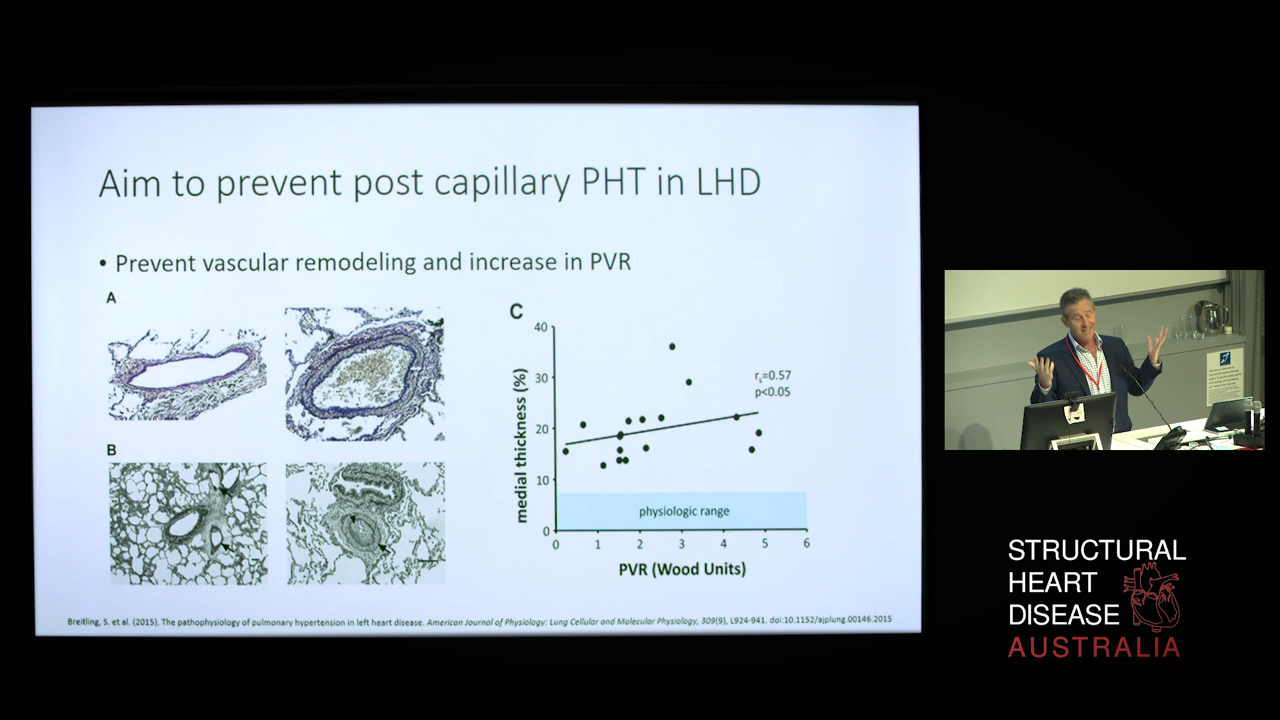 Aim to prevent post capillary PHT in LHD
• Prevent vascular remodeling and increase in PVR
A
B
C
medial thickness (%)
40
30
20
10
0
rs=0.57
p<0.05
physiologic range
0 1 2 3 4 5 6
PVR (Wood Units)
Breitling, S. et al. (2015). The pathophysiology of pulmonary hypertension in left heart disease. American Journal of Physiology: Lung Cellular and Molecular Physiology, 309(9), L924-941. doi:10.1152/ajplung.00146.2015
STRUCTURAL
HEART
DISEASE
AUSTRALIA